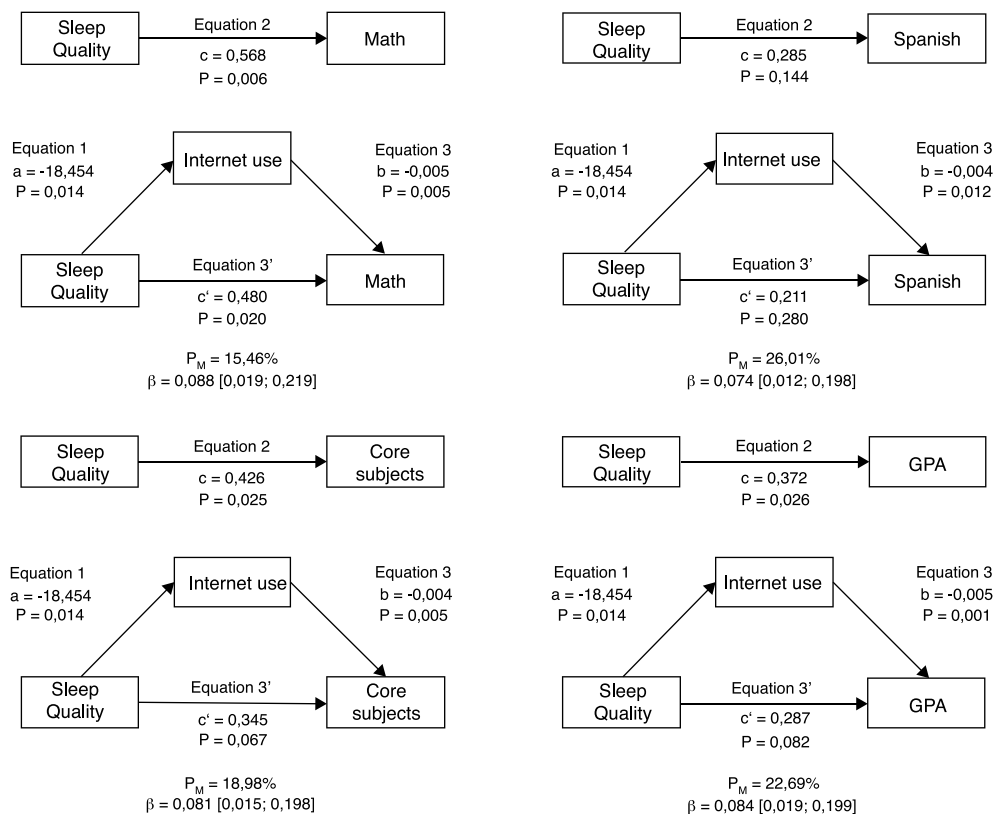 Sleep
Quality
Equation 2
c = 0,568
P = 0,006
Math
Equation 1
a = -18,454
P = 0,014
Internet use
Equation 3
b = -0,005
P = 0,005
Sleep
Quality
Equation 3’
c‘ = 0,480
P = 0,020
Math
P_M = 15,46%
β = 0,088 [0,019; 0,219]
Sleep
Quality
Equation 2
c = 0,285
P = 0,144
Spanish
Equation 1
a = -18,454
P = 0,014
Internet use
Equation 3
b = -0,004
P = 0,012
Sleep
Quality
Equation 3’
c‘ = 0,211
P = 0,280
Spanish
P_M = 26,01%
β = 0,074 [0,012; 0,198]
Sleep
Quality
Equation 2
c = 0,426
P = 0,025
Core
subjects
Equation 1
a = -18,454
P = 0,014
Internet use
Equation 3
b = -0,004
P = 0,005
Sleep
Quality
Equation 3’
c‘ = 0,345
P = 0,067
Core
subjects
P_M = 18,98%
β = 0,081 [0,015; 0,198]
Sleep
Quality
Equation 2
c = 0,372
P = 0,026
GPA
Equation 1
a = -18,454
P = 0,014
Internet use
Equation 3
b = -0,005
P = 0,001
Sleep
Quality
Equation 3’
c‘ = 0,287
P = 0,082
GPA
P_M = 22,69%
β = 0,084 [0,019; 0,199]